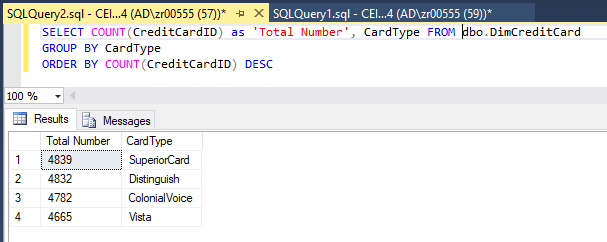 SQLQuery2.sql - CEI...4 (AD\zr00555 (57))* SQLQuery1.sql - CEI...4 (AD\zr00555 (59))*
SELECT COUNT(CreditCardID) as 'Total Number', CardType FROM dbo.DimCreditCard
GROUP BY CardType
ORDER BY COUNT(CreditCardID) DESC
100 %
Results Messages
Total Number CardType
1 4839 SuperiorCard
2 4832 Distinguish
3 4782 ColonialVoice
4 4665 Vista